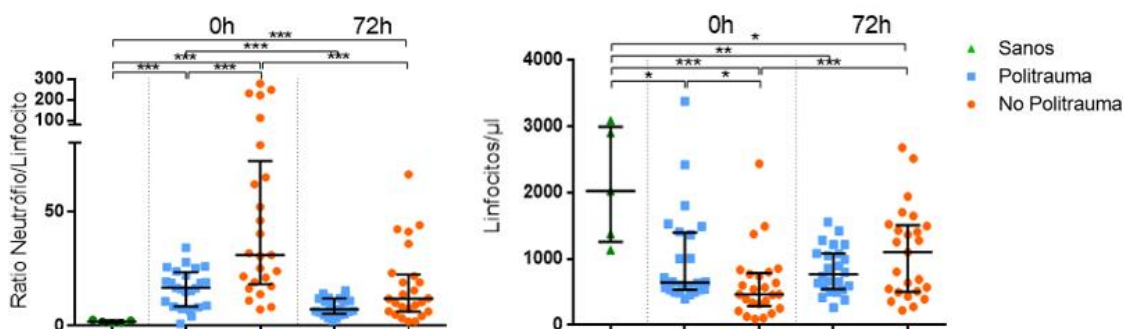 0h 72h
***
***
***
*** *** ***
Ratio Neutrófio/Linfocito
300
200
100
50
0
0h 72h
*
**
*** ***
* *
Linfocitos/µl
4000
3000
2000
1000
0
Sanos
Politrauma
No Politrauma